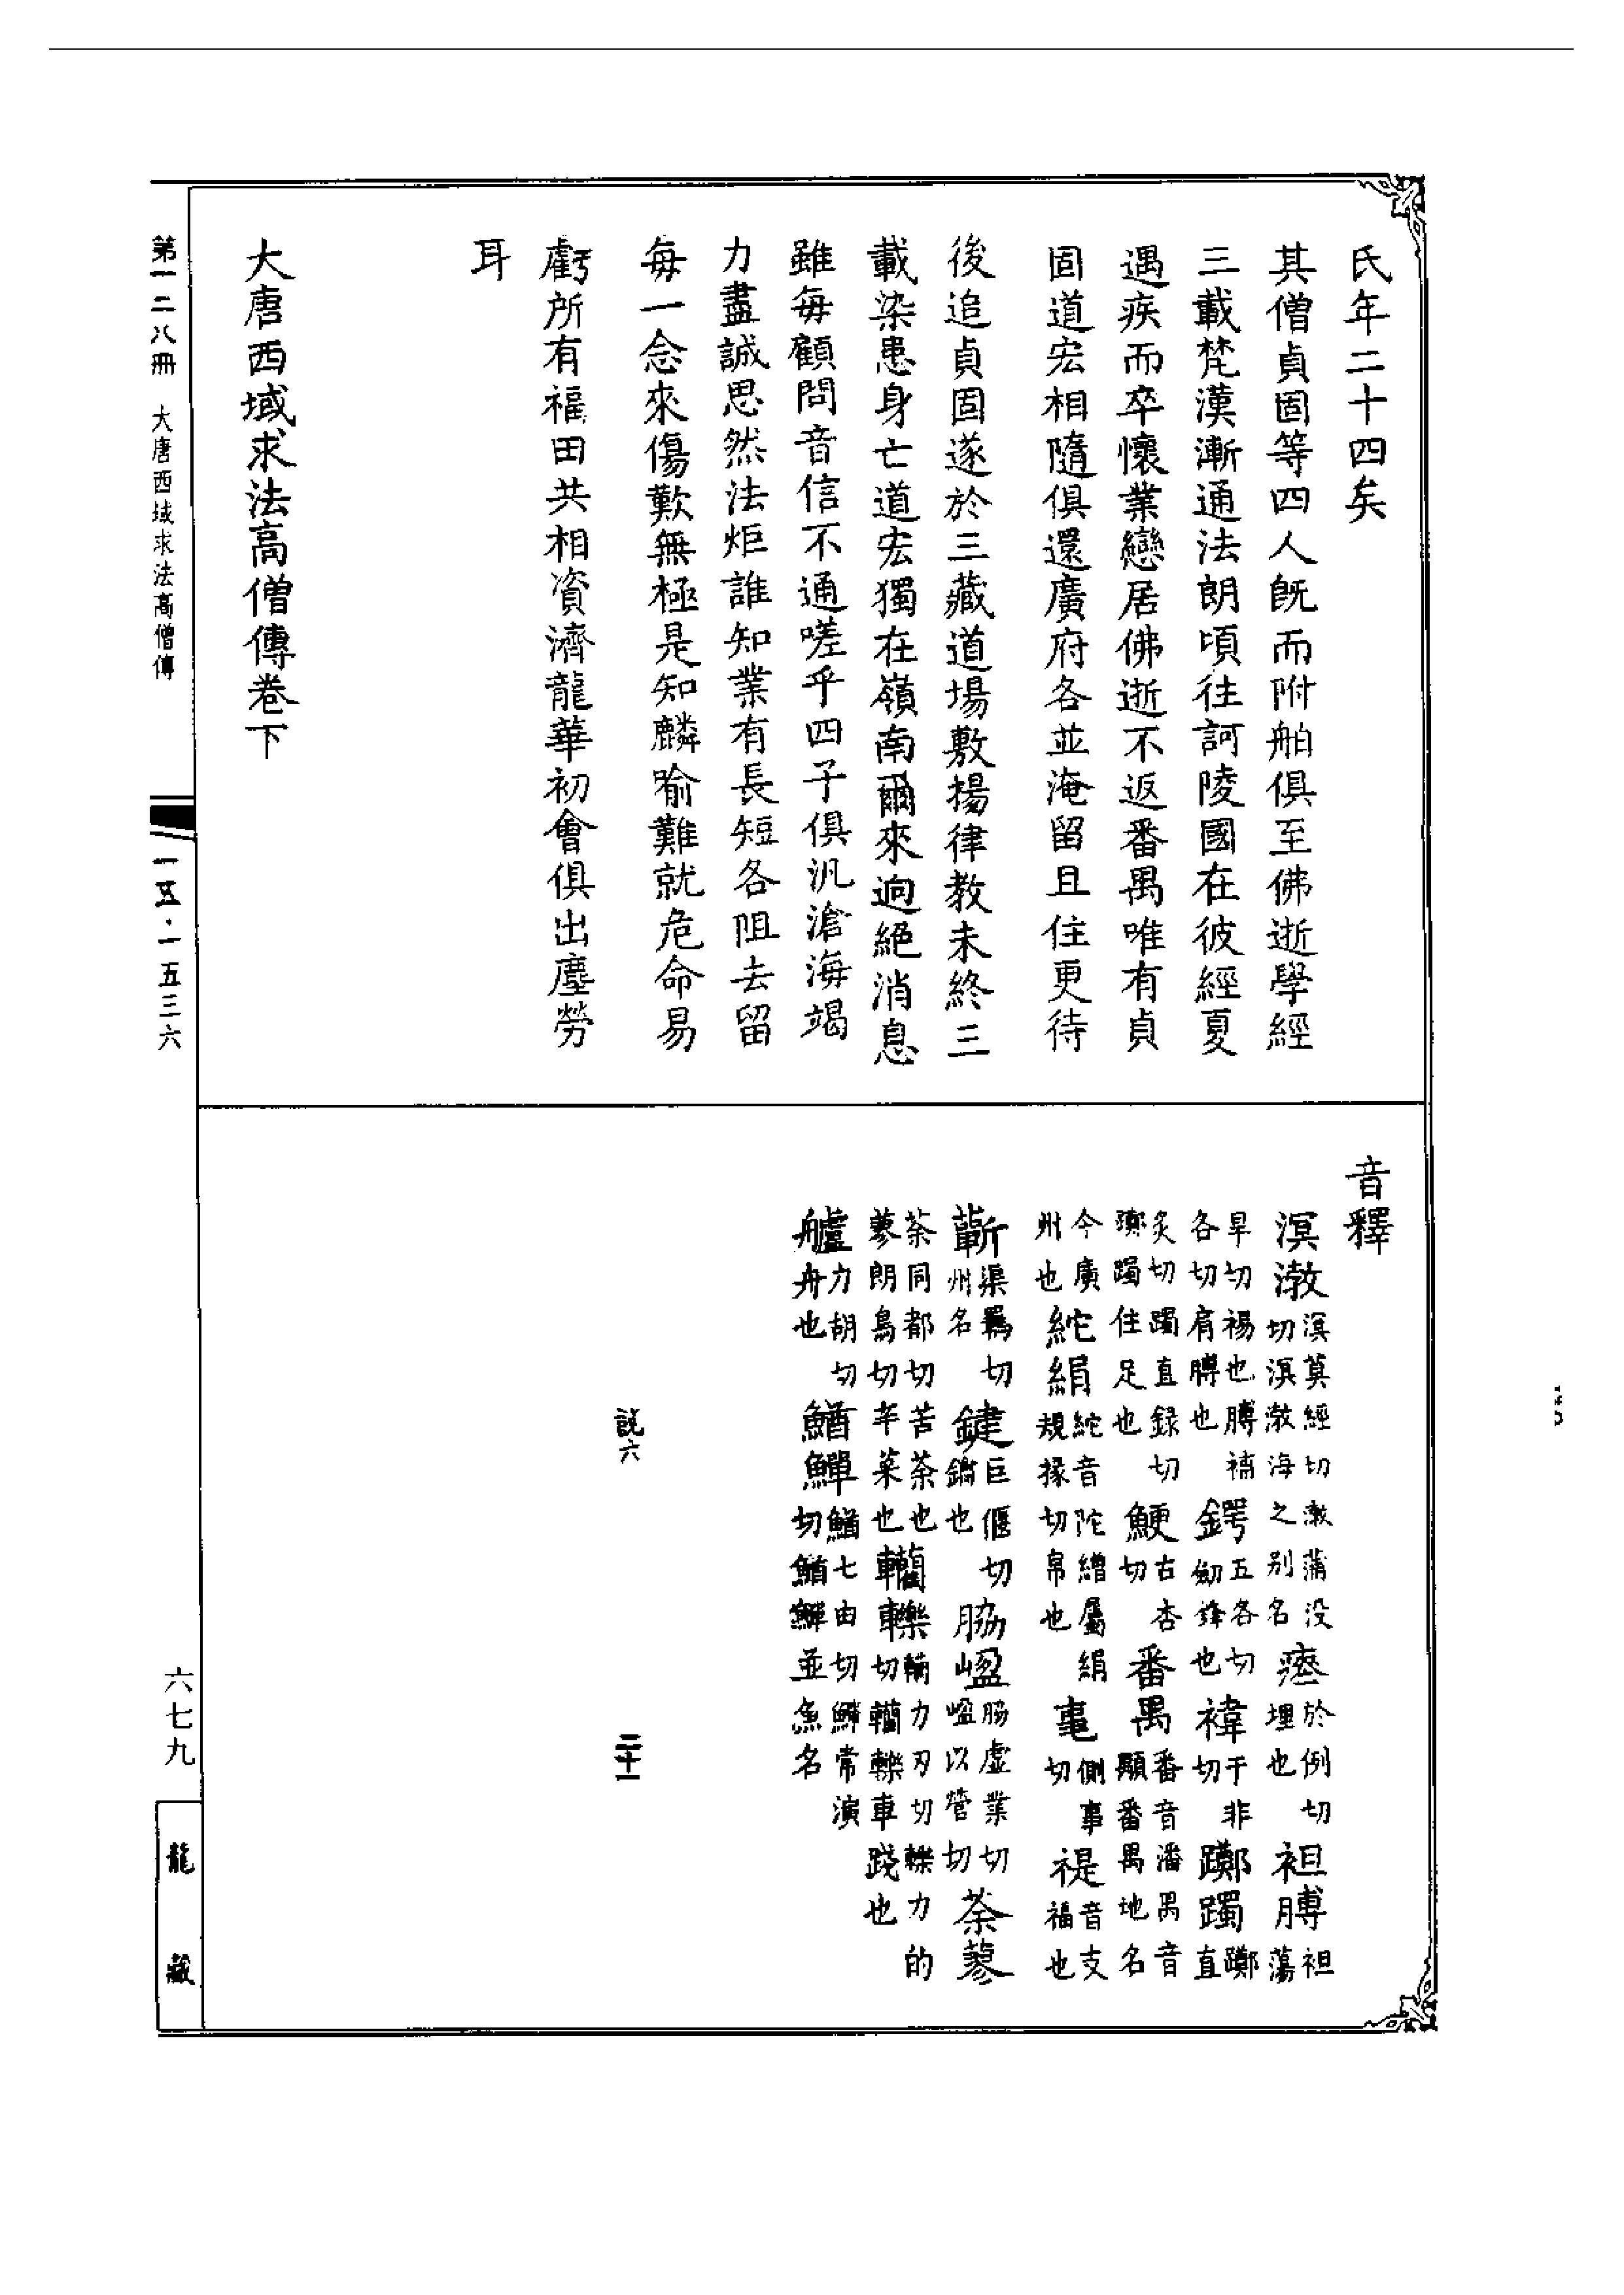 氏年二十四矣
其僧貞固等四人旣而附舶俱至佛逝學經
三載梵漢漸通法朗頃往訶陵國在彼經夏
遇疾而卒懷業戀居佛逝不返番禺唯有貞
固道宏相隨俱還廣府各並淹留且住更待
後追貞固遂於三藏道場敷揚律教未終三
載染患身亡道宏獨在嶺南爾來逈絕消息
雖每顧問音信不通嗟乎四子俱汎滄海竭
力盡誠思然法炬誰知業有長短各阻去留
每一念來傷歎無極是知麟喻難就危命易
虧所有福田共相資濟龍華初會俱出塵勞
耳
大唐西域求法高僧傳卷下
音釋
溟渤溟莫經切渤蒲没切溟渤海之别名瘞於例切埋也袒膊袒蕩
旱切裼也膊補各切肩膊也鍔五各切劒鋒也褘于非切躑躅躑直
炙切躅直録切躑躅住足也鯁古杏切番禺番音潘禺音顒番禺地名
今廣州也紽絹紽音陀繒屬絹規掾切帛也事側事切禔音支福也
蘄渠羈切州名鍵巨偃切鑰也脇嵤脇虚業切嵤以營切荼蓼
荼同都切苦荼也蓼朗鳥切辛菜也轥轢轥力刃切轢力的切轥轢車踐也
艫力胡切舟也鰌鱓鰌七由切鱓常演切鰌鱓並魚名
説六
二十一
第一二八冊 大唐西域求法高僧傳
一五·一五三六
六七九
龍藏